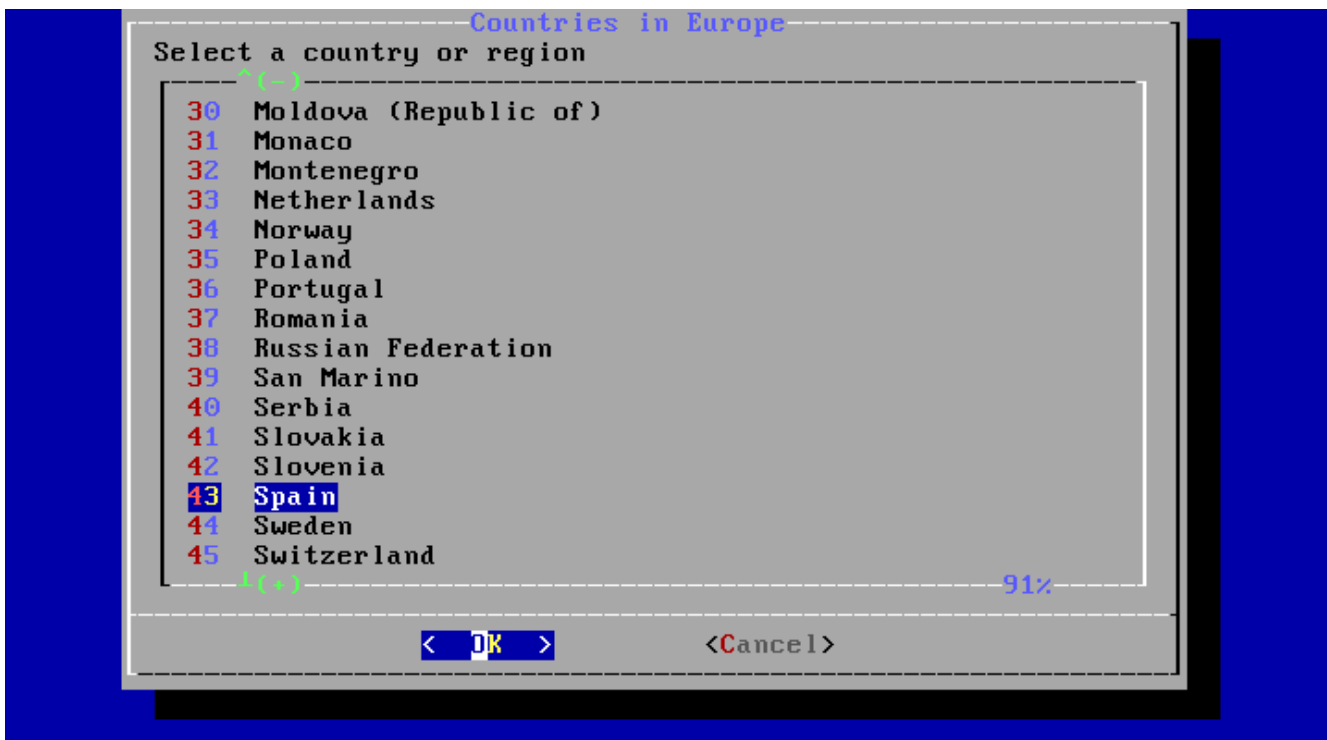 Countries in Europe
Select a country or region
^(-)
30 Moldova (Republic of)
31 Monaco
32 Montenegro
33 Netherlands
34 Norway
35 Poland
36 Portugal
37 Romania
38 Russian Federation
39 San Marino
40 Serbia
41 Slovakia
42 Slovenia
43 Spain
44 Sweden
45 Switzerland
(+) 91%
< OK > <Cancel>